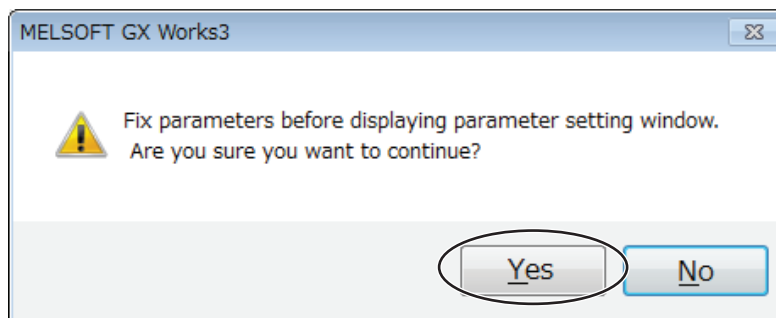 MELSOFT GX Works3
Fix parameters before displaying parameter setting window.
Are you sure you want to continue?
Yes
No